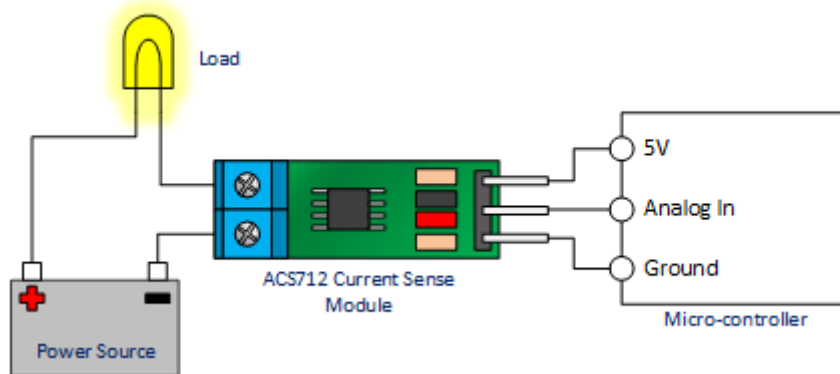 Load
5V
Analog In
Ground
ACS712 Current Sense
Module
Micro-controller
Power Source